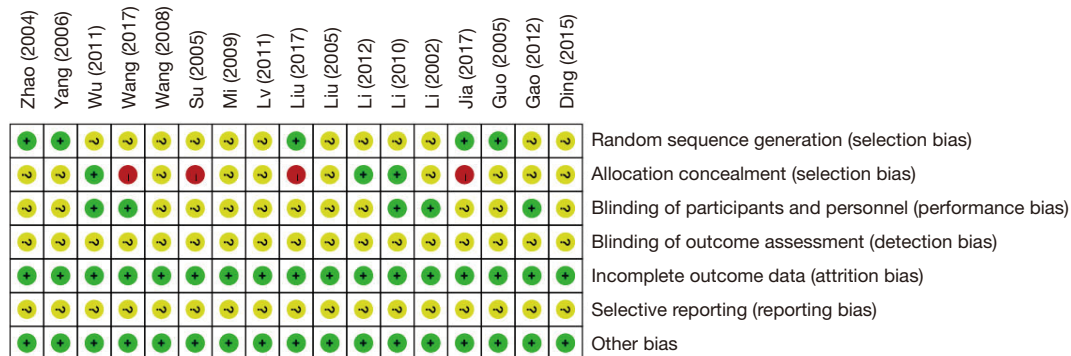 Zhao (2004)
Yang (2006)
Wu (2011)
Wang (2017)
Wang (2008)
Su (2005)
Mi (2009)
Lv (2011)
Liu (2017)
Liu (2005)
Li (2012)
Li (2010)
Li (2002)
Jia (2017)
Guo (2005)
Gao (2012)
Ding (2015)
+ + ? ? ? ? ? ? + ? ? ? ? + + ? ? Random sequence generation (selection bias)
? ? + – ? – ? ? – ? + + ? – ? ? ? Allocation concealment (selection bias)
? ? + + ? ? ? ? ? ? ? + + ? ? + ? Blinding of participants and personnel (performance bias)
? ? ? ? ? ? ? ? ? ? ? ? ? ? ? ? ? Blinding of outcome assessment (detection bias)
+ + + + + + + + + + + + + + + + + Incomplete outcome data (attrition bias)
? ? ? ? ? ? ? ? ? ? ? ? ? ? ? ? ? Selective reporting (reporting bias)
+ + + + + + + + + + + + + + + + + Other bias